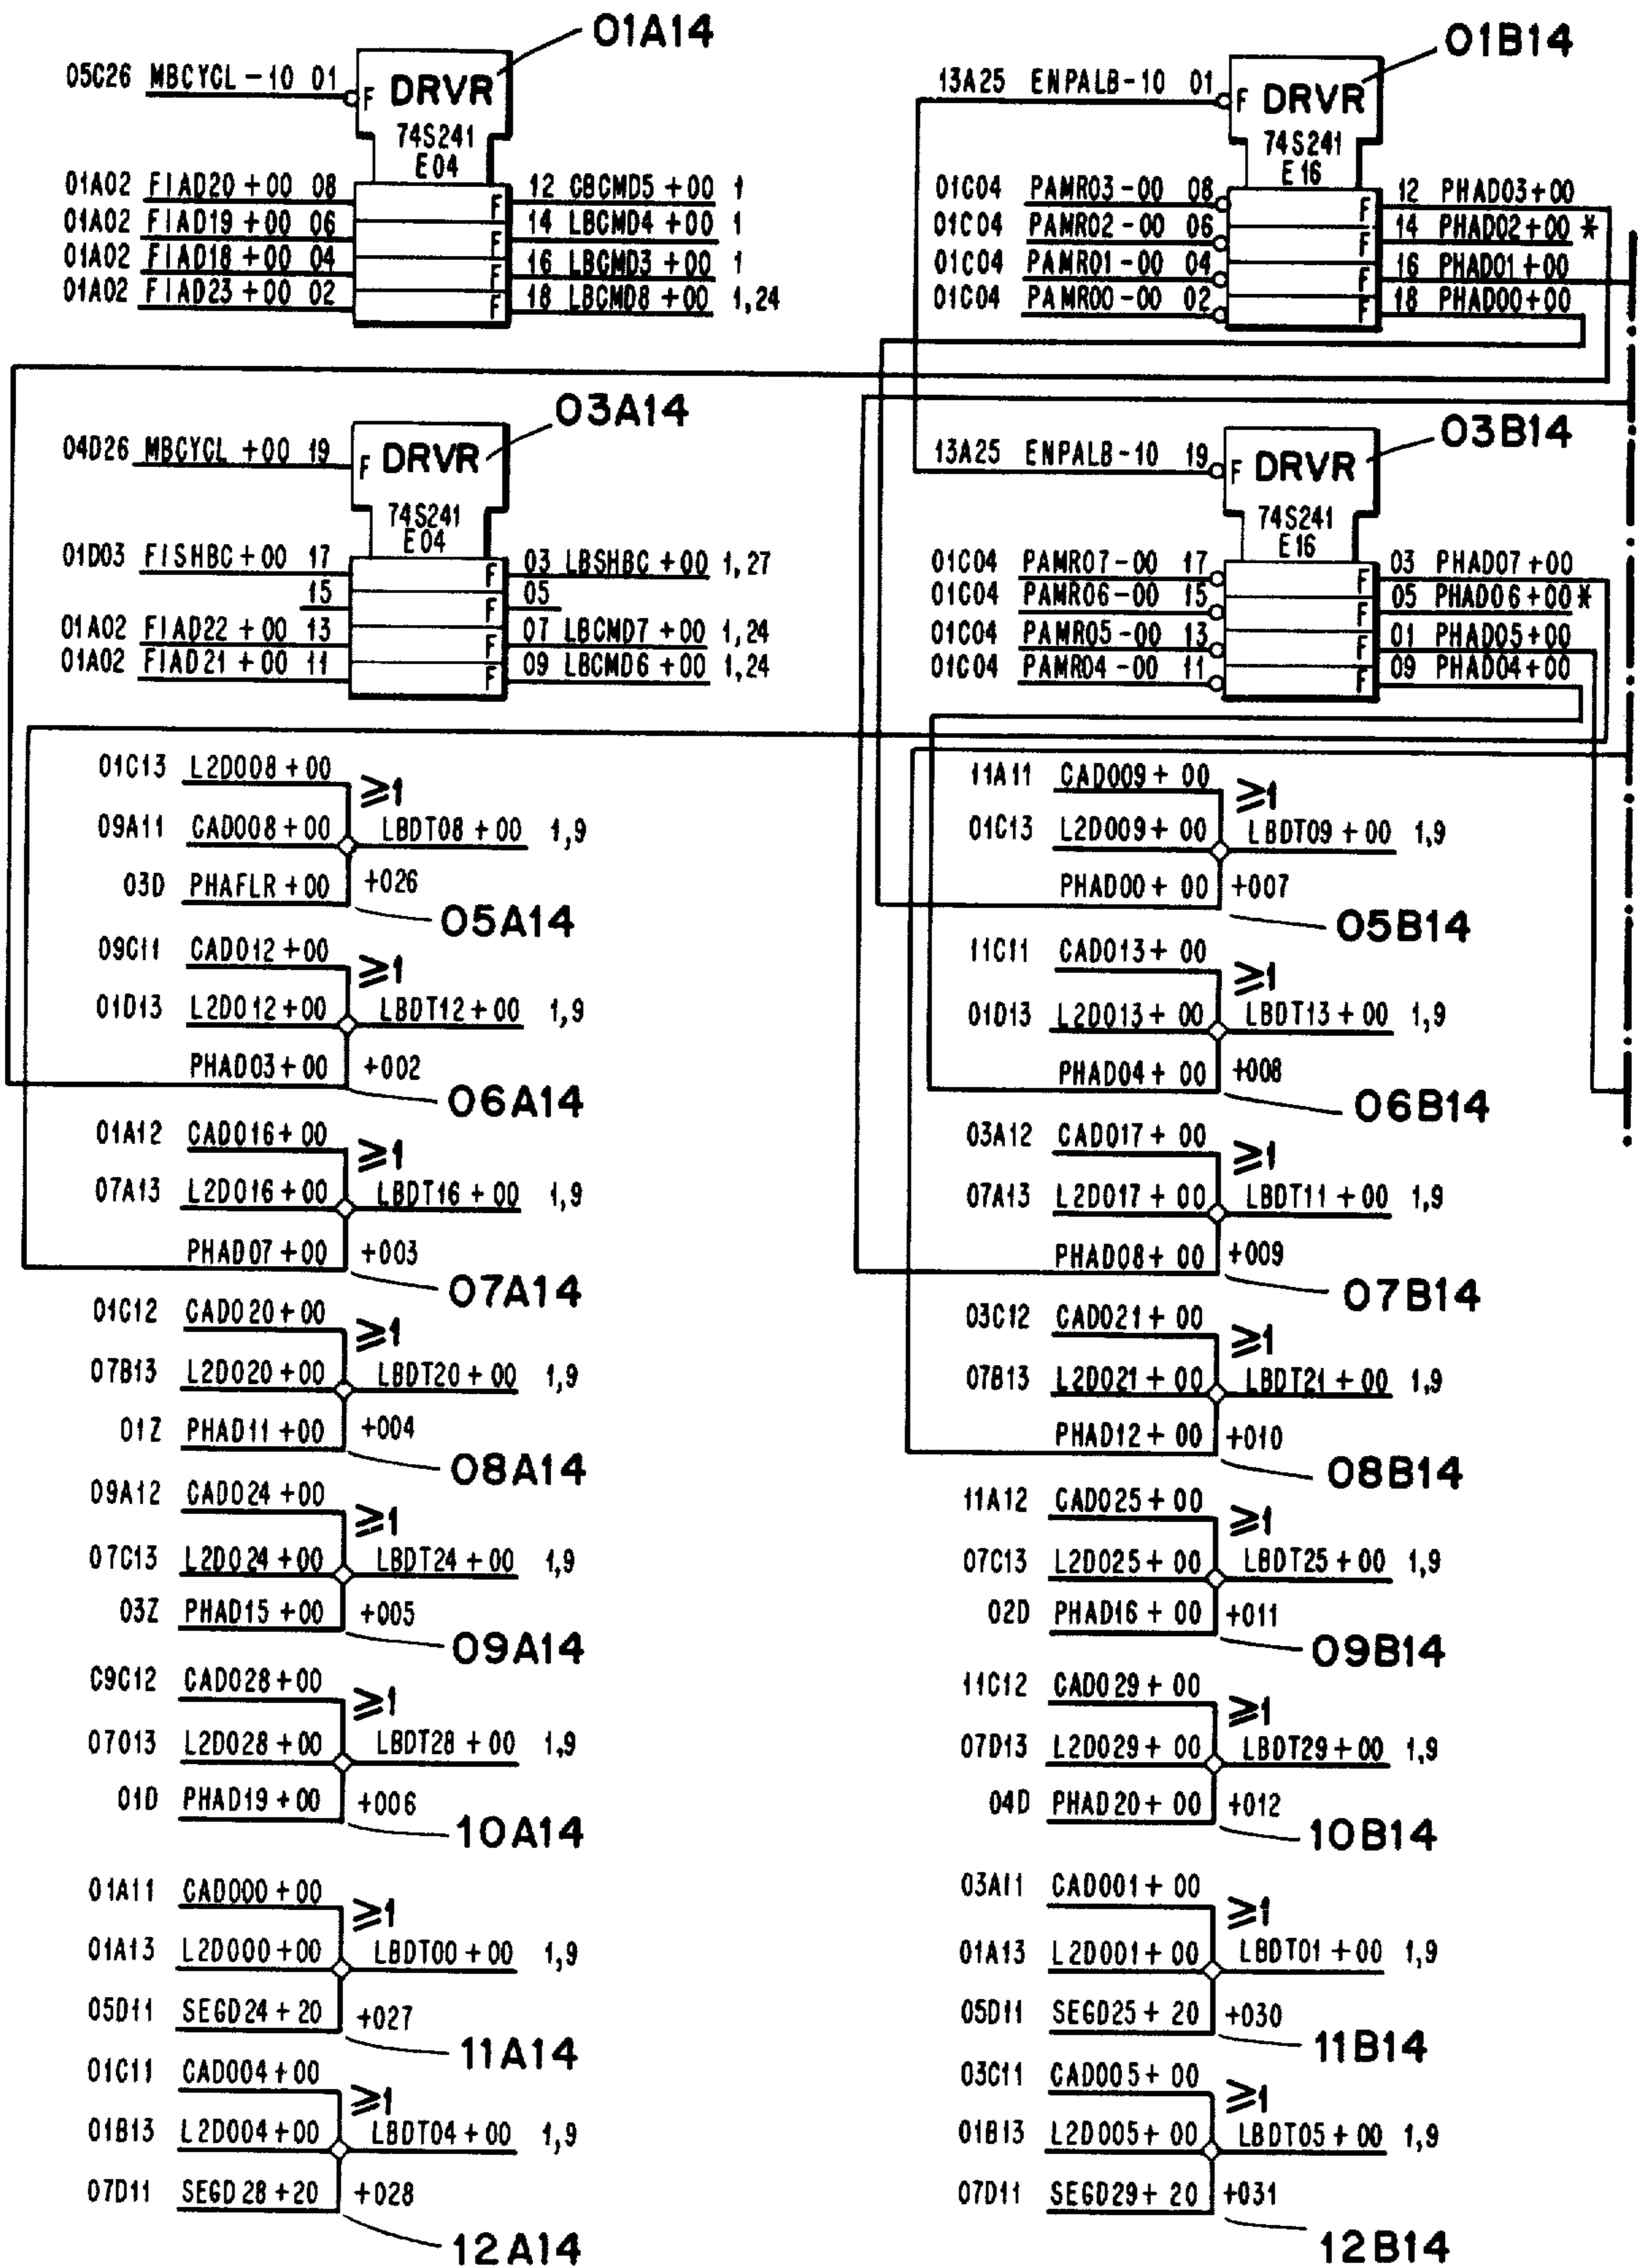 01A14
05C26 MBCYCL -10 01 F DRVR
74S241
E04
01A02 FIAD20 +00 08 F 12 CBCMD5 +00 1
01A02 FIAD19 +00 06 F 14 LBCMD4 +00 1
01A02 FIAD18 +00 04 F 16 LBCMD3 +00 1
01A02 FIAD23 +00 02 F 18 LBCMD8 +00 1,24
01B14
13A25 ENPALB-10 01 F DRVR
74S241
E16
01C04 PAMR03-00 08 F 12 PHAD03+00
01C04 PAMR02-00 06 F 14 PHAD02+00 *
01C04 PAMR01-00 04 F 16 PHAD01+00
01C04 PAMR00-00 02 F 18 PHAD00+00
03A14
04D26 MBCYCL +00 19 F DRVR
74S241
E04
01D03 FISHBC+00 17 F 03 LBSHBC +00 1,27
15 F 05
01A02 FIAD22 +00 13 F 07 LBCMD7 +00 1,24
01A02 FIAD21 +00 11 F 09 LBCMD6 +00 1,24
03B14
13A25 ENPALB-10 19 F DRVR
74S241
E16
01C04 PAMR07-00 17 F 03 PHAD07+00
01C04 PAMR06-00 15 F 05 PHAD06+00*
01C04 PAMR05-00 13 F 01 PHAD05+00
01C04 PAMR04-00 11 F 09 PHAD04+00
01C13 L2D008+00 ≥1
09A11 CAD008+00 LBDT08+00 1,9
03D PHAFLR+00 +026
05A14
09C11 CAD012+00 ≥1
01D13 L2D012+00 LBDT12+00 1,9
PHAD03+00 +002
06A14
01A12 CAD016+00 ≥1
07A13 L2D016+00 LBDT16+00 1,9
PHAD07+00 +003
07A14
01C12 CAD020+00 ≥1
07B13 L2D020+00 LBDT20+00 1,9
01Z PHAD11+00 +004
08A14
09A12 CAD024+00 ≥1
07C13 L2D024+00 LBDT24+00 1,9
03Z PHAD15+00 +005
09A14
C9C12 CAD028+00 ≥1
07013 L2D028+00 LBDT28+00 1,9
01D PHAD19+00 +006
10A14
01A11 CAD000+00 ≥1
01A13 L2D000+00 LBDT00+00 1,9
05D11 SEGD24+20 +027
11A14
01C11 CAD004+00 ≥1
01B13 L2D004+00 LBDT04+00 1,9
07D11 SEGD28+20 +028
12A14
11A11 CAD009+00 ≥1
01C13 L2D009+00 LBDT09+00 1,9
PHAD00+00 +007
05B14
11C11 CAD013+00 ≥1
01D13 L2D013+00 LBDT13+00 1,9
PHAD04+00 +008
06B14
03A12 CAD017+00 ≥1
07A13 L2D017+00 LBDT11+00 1,9
PHAD08+00 +009
07B14
03C12 CAD021+00 ≥1
07B13 L2D021+00 LBDT21+00 1,9
PHAD12+00 +010
08B14
11A12 CAD025+00 ≥1
07C13 L2D025+00 LBDT25+00 1,9
02D PHAD16+00 +011
09B14
11C12 CAD029+00 ≥1
07D13 L2D029+00 LBDT29+00 1,9
04D PHAD20+00 +012
10B14
03A11 CAD001+00 ≥1
01A13 L2D001+00 LBDT01+00 1,9
05D11 SEGD25+20 +030
11B14
03C11 CAD005+00 ≥1
01B13 L2D005+00 LBDT05+00 1,9
07D11 SEGD29+20 +031
12B14